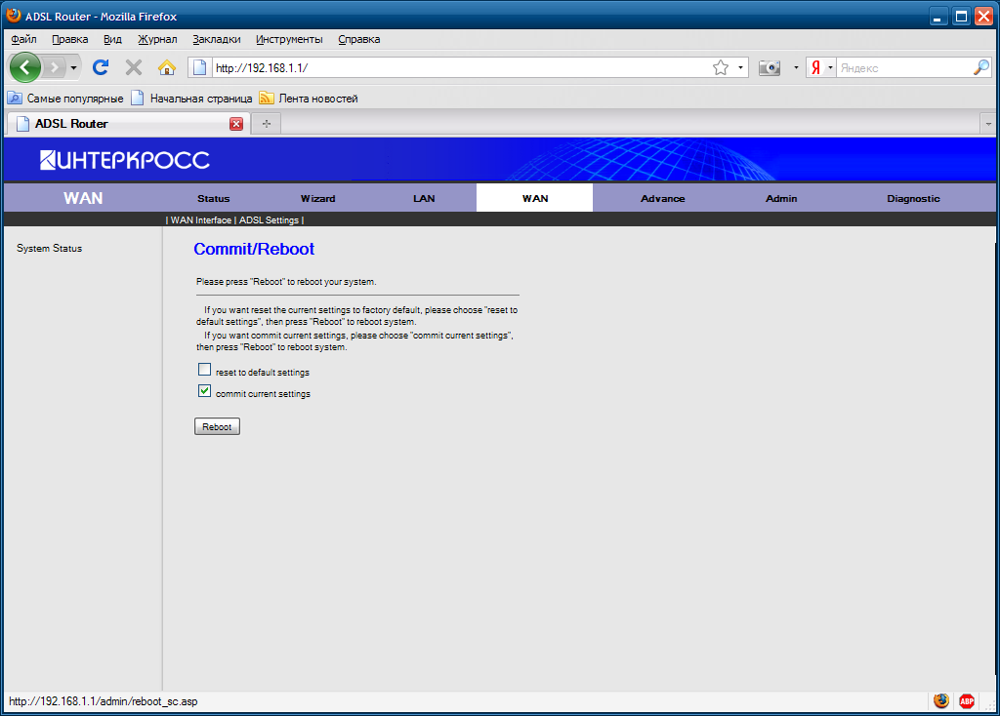 ADSL Router - Mozilla Firefox
Файл Правка Вид Журнал Закладки Инструменты Справка
http://192.168.1.1/ Я Яндекс
Самые популярные Начальная страница Лента новостей
ADSL Router
ИНТЕРКРОСС
WAN Status Wizard LAN WAN Advance Admin Diagnostic
| WAN Interface | ADSL Settings |
System Status
Commit/Reboot
Please press "Reboot" to reboot your system.
If you want reset the current settings to factory default, please choose "reset to
default settings", then press "Reboot" to reboot system.
If you want commit current settings, please choose "commit current settings",
then press "Reboot" to reboot system.
reset to default settings
commit current settings
Reboot
http://192.168.1.1/admin/reboot_sc.asp ABP